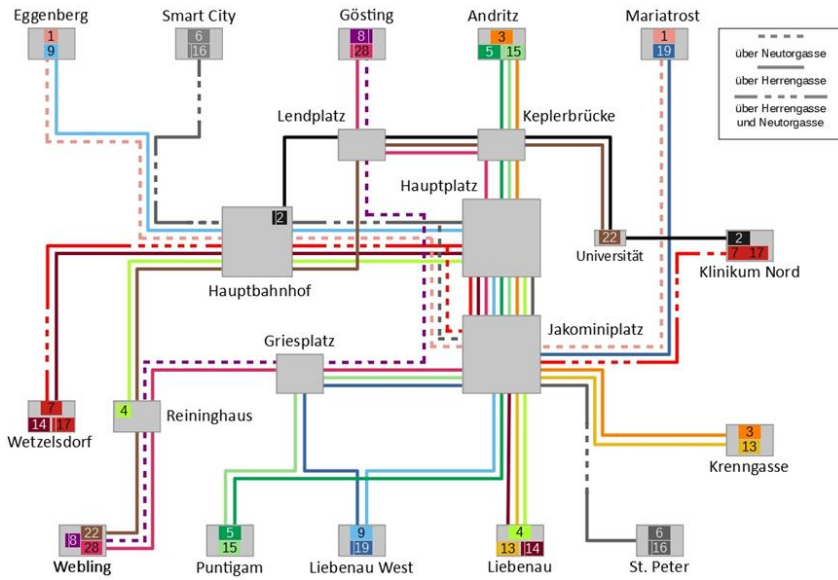 Eggenberg
Smart City
Gösting
Andritz
Mariatrost
1
9
6
16
8
28
3
5 15
1
19
über Neutorgasse
über Herrengasse
über Herrengasse
und Neutorgasse
Lendplatz
Keplerbrücke
Hauptplatz
2
22
Universität
2
7 17
Klinikum Nord
Hauptbahnhof
Jakominiplatz
Griesplatz
7
14 17
Wetzelsdorf
4
Reininghaus
3
13
Krenngasse
22
8
28
Webling
5
15
Puntigam
9
19
Liebenau West
4
13 14
Liebenau
6
16
St. Peter